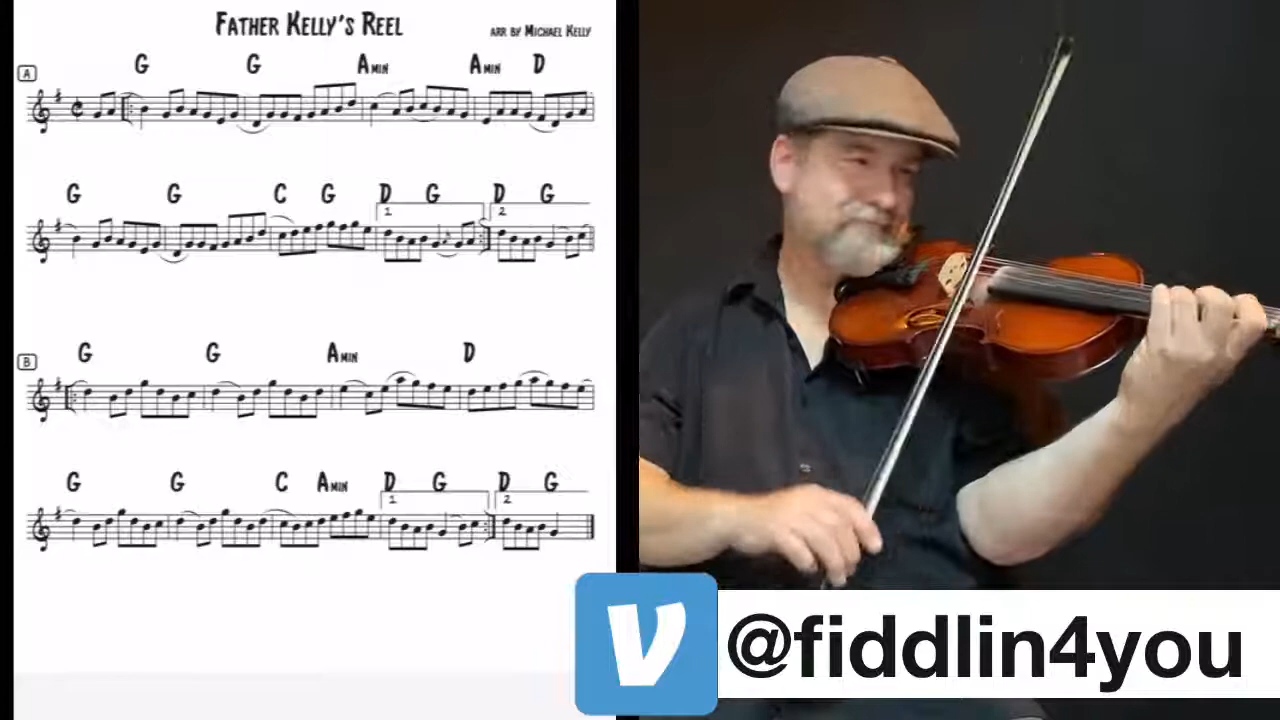 FATHER KELLY'S REEL
ARR BY MICHAEL KELLY
G G AMIN AMIN D
A
G G C G D G D G
1 2
G G AMIN D
B
G G C AMIN D G D G
1 2
V @fiddlin4you